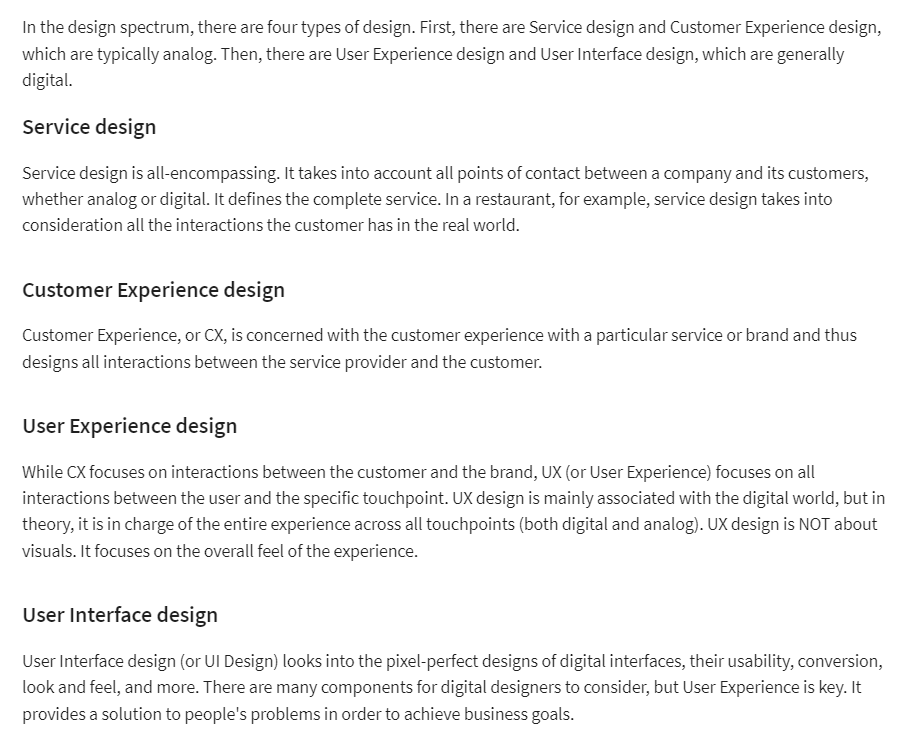 In the design spectrum, there are four types of design. First, there are Service design and Customer Experience design,
which are typically analog. Then, there are User Experience design and User Interface design, which are generally
digital.
Service design
Service design is all-encompassing. It takes into account all points of contact between a company and its customers,
whether analog or digital. It defines the complete service. In a restaurant, for example, service design takes into
consideration all the interactions the customer has in the real world.
Customer Experience design
Customer Experience, or CX, is concerned with the customer experience with a particular service or brand and thus
designs all interactions between the service provider and the customer.
User Experience design
While CX focuses on interactions between the customer and the brand, UX (or User Experience) focuses on all
interactions between the user and the specific touchpoint. UX design is mainly associated with the digital world, but in
theory, it is in charge of the entire experience across all touchpoints (both digital and analog). UX design is NOT about
visuals. It focuses on the overall feel of the experience.
User Interface design
User Interface design (or UI Design) looks into the pixel-perfect designs of digital interfaces, their usability, conversion,
look and feel, and more. There are many components for digital designers to consider, but User Experience is key. It
provides a solution to people's problems in order to achieve business goals.